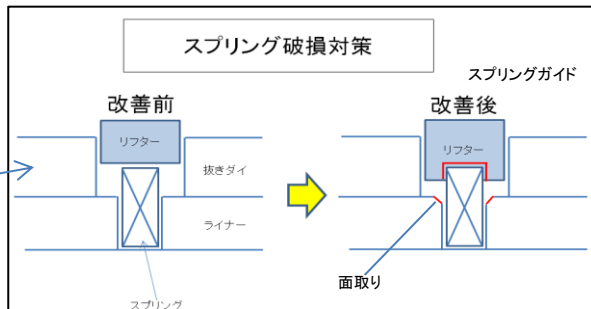 スプリング破損対策
スプリングガイド
改善前
改善後
リフター
リフター
抜きダイ
ライナー
面取り
スプリング